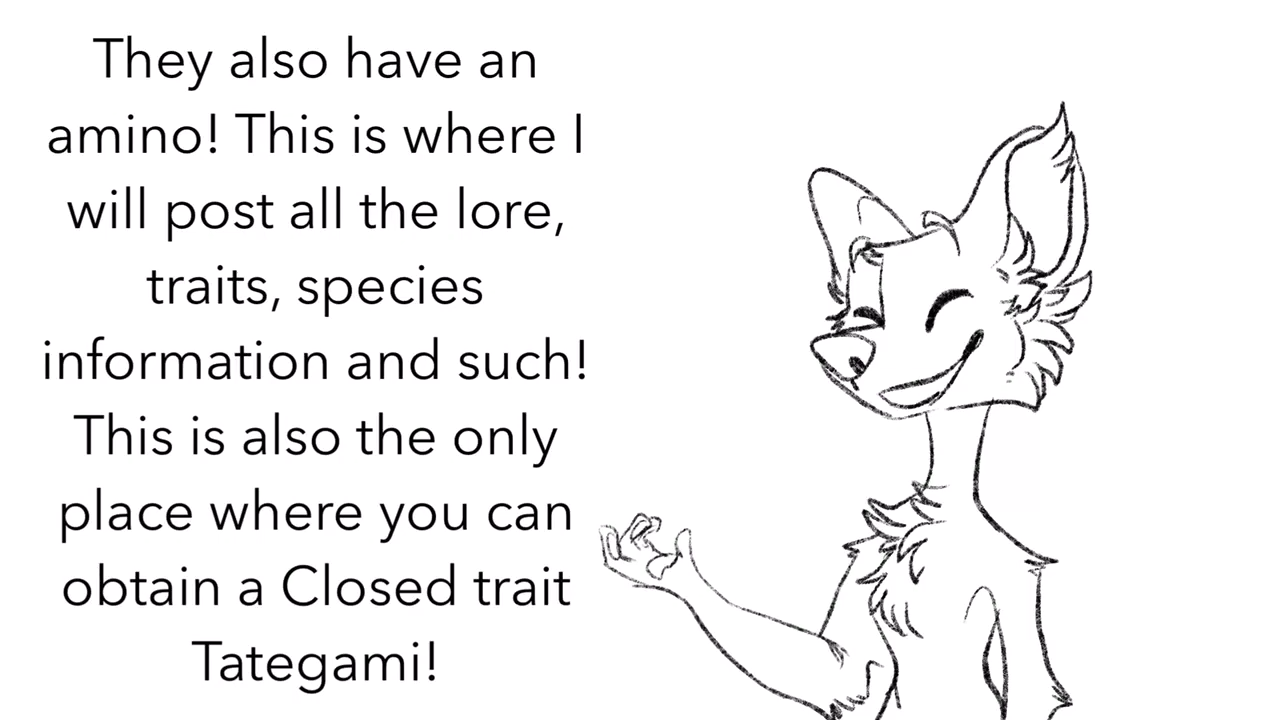 They also have an
amino! This is where I
will post all the lore,
traits, species
information and such!
This is also the only
place where you can
obtain a Closed trait
Tategami!